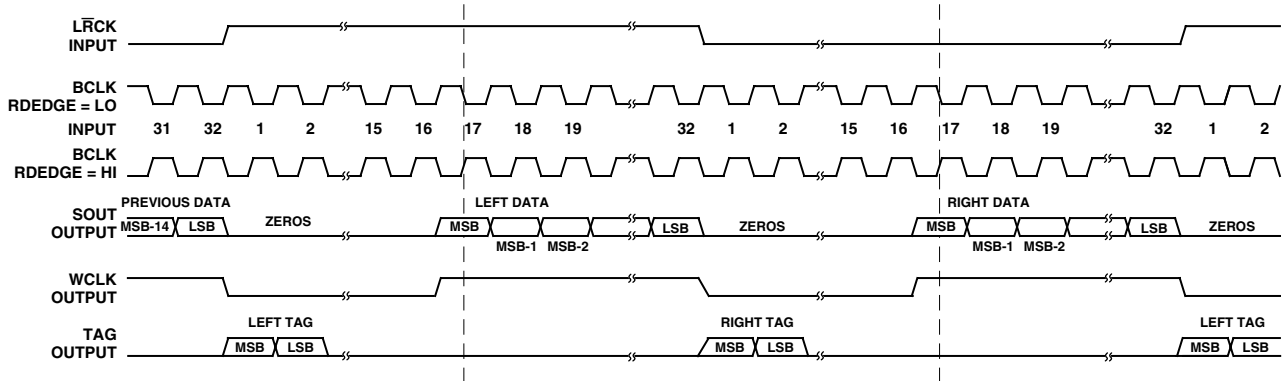 LRCK
INPUT
BCLK
RDEDGE = LO
INPUT 31 32 1 2 15 16 17 18 19 32 1 2 15 16 17 18 19 32 1 2
BCLK
RDEDGE = HI
PREVIOUS DATA LEFT DATA RIGHT DATA
SOUT
OUTPUT
MSB-14 LSB ZEROS MSB LSB ZEROS MSB LSB ZEROS
MSB-1 MSB-2 MSB-1 MSB-2
WCLK
OUTPUT
LEFT TAG RIGHT TAG LEFT TAG
TAG
OUTPUT
MSB LSB MSB LSB MSB LSB